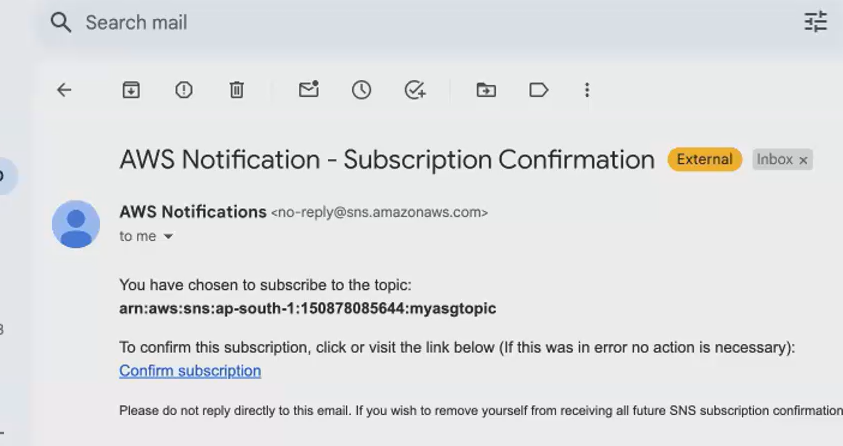 Search mail
AWS Notification - Subscription Confirmation External Inbox x
AWS Notifications <no-reply@sns.amazonaws.com>
to me
You have chosen to subscribe to the topic:
arn:aws:sns:ap-south-1:150878085644:myasgtopic
To confirm this subscription, click or visit the link below (If this was in error no action is necessary):
Confirm subscription
Please do not reply directly to this email. If you wish to remove yourself from receiving all future SNS subscription confirmation